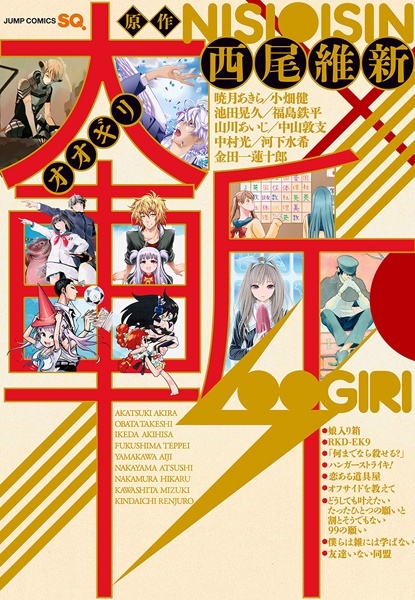 JUMP COMICS SQ.
原作
NISIOISIN
西尾維新
暁月あきら/小畑健
池田晃久/福島鉄平
山川あいじ/中山敦支
中村光/河下水希
金田一蓮十郎
大斬
オオギリ
OOGIRI
AKATSUKI AKIRA
OBATA TAKESHI
IKEDA AKIHISA
FUKUSHIMA TEPPEI
YAMAKAWA AIJI
NAKAYAMA ATSUSHI
NAKAMURA HIKARU
KAWASHITA MIZUKI
KINDAICHI RENJURO
●娘入り箱
●RKD-EK9
●「何までなら殺せる?」
●ハンガーストライキ!
●恋ある道具屋
●オフサイドを教えて
●どうしても叶えたい
たったひとつの願いと
割とそうでもない
99の願い
●僕らは雑には学ばない
●友達いない同盟